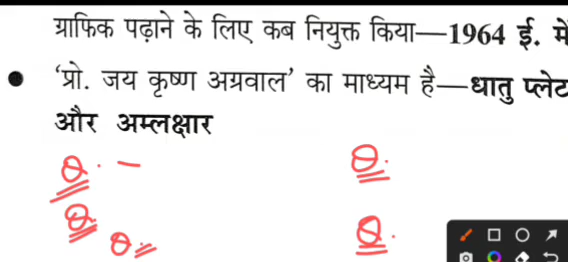 ग्राफिक पढ़ाने के लिए कब नियुक्त किया—1964 ई. में
● ‘प्रो. जय कृष्ण अग्रवाल’ का माध्यम है—धातु प्लेट
और अम्लक्षार
Q. — Q.
Q. Q. Q.